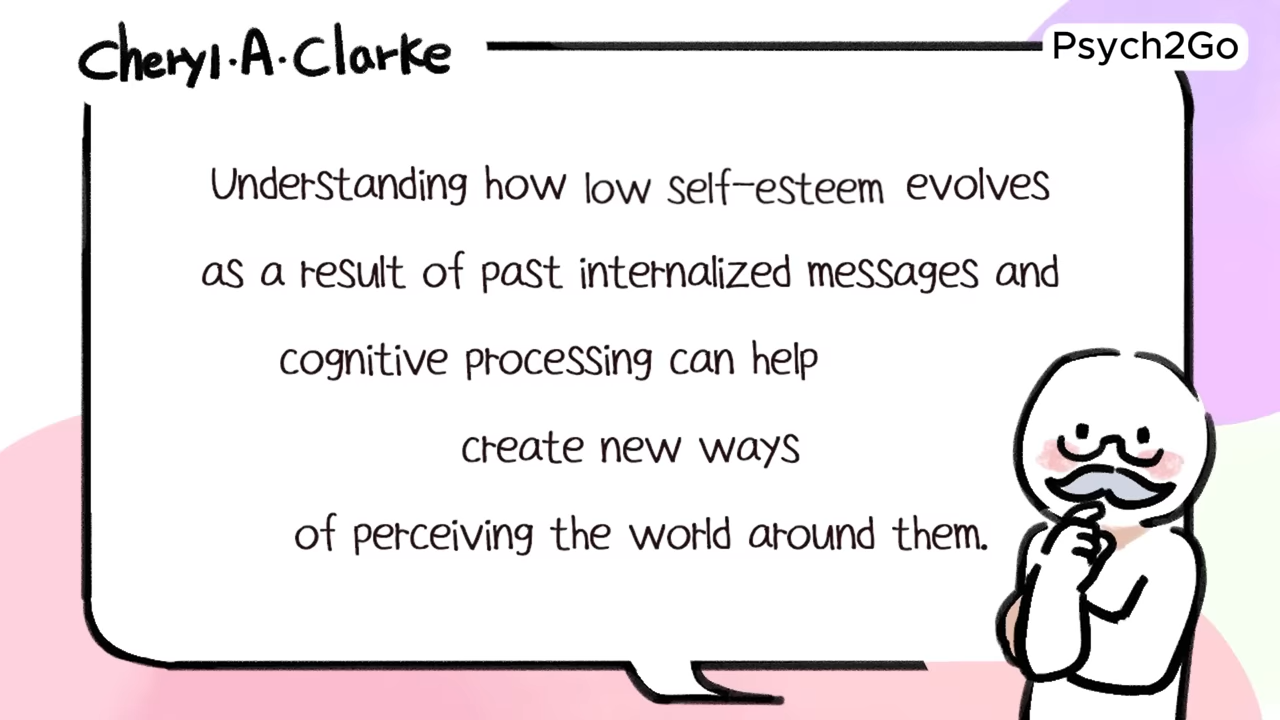 Cheryl.A.Clarke
Psych2Go
Understanding how low self-esteem evolves
as a result of past internalized messages and
cognitive processing can help
create new ways
of perceiving the world around them.